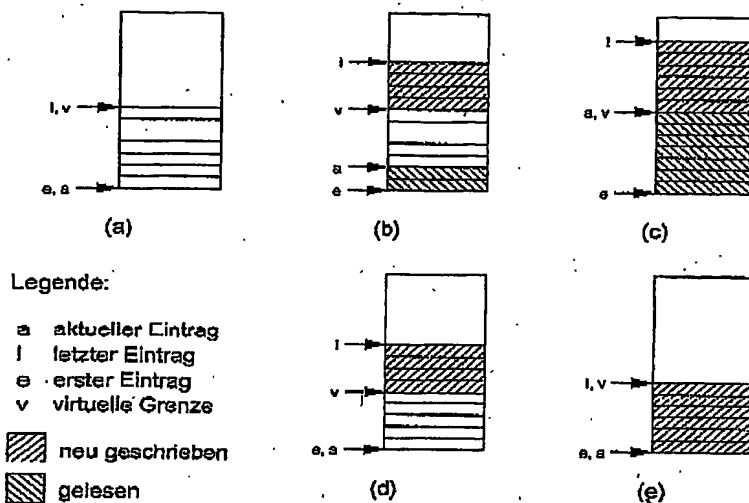 l, v
e, a
(a)
l
v
a
e
(b)
l
a, v
e
(c)
Legende:
a aktueller Eintrag
l letzter Eintrag
e erster Eintrag
v virtuelle Grenze
neu geschrieben
gelesen
l
v
e, a
(d)
l, v
e, a
(e)